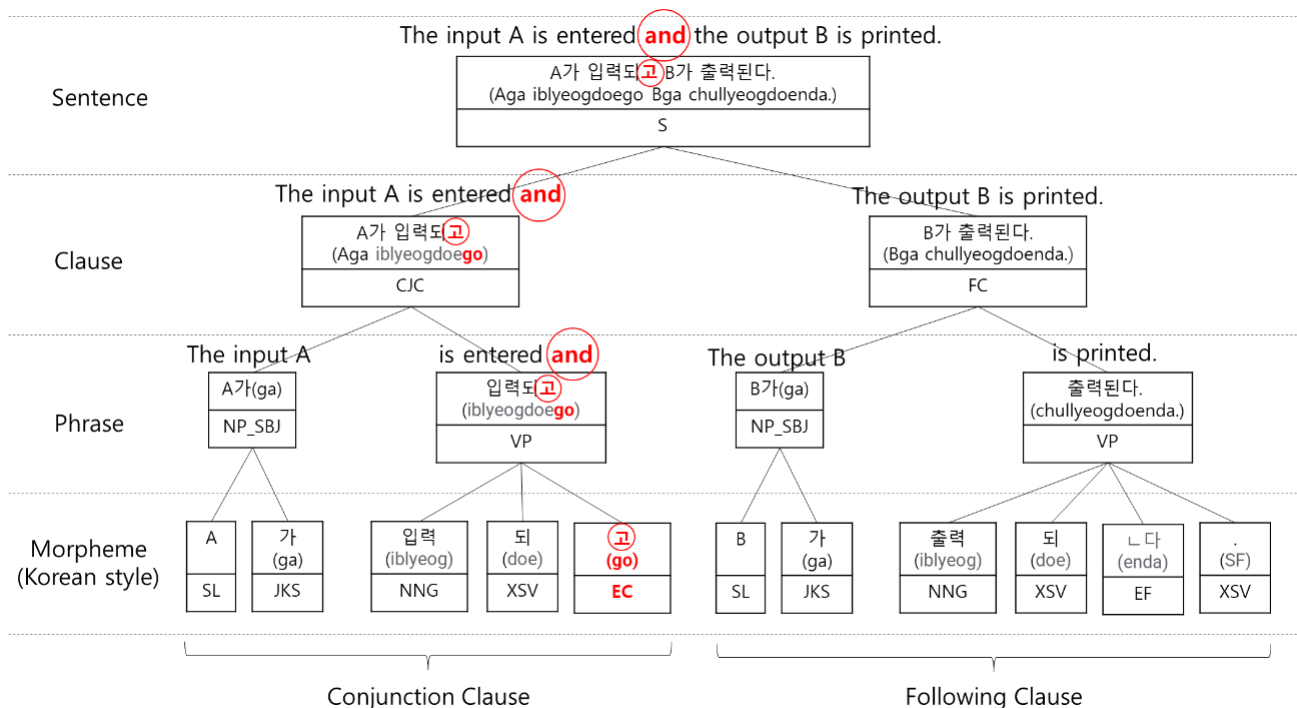 The input A is entered and the output B is printed.
Sentence
A가 입력되고 B가 출력된다.
(Aga iblyeogdoego Bga chullyeogdoenda.)
S
The input A is entered and
The output B is printed.
Clause
A가 입력되고
(Aga iblyeogdoego)
CJC
B가 출력된다.
(Bga chullyeogdoenda.)
FC
The input A
is entered and
The output B
is printed.
Phrase
A가(ga)
NP_SBJ
입력되고
(iblyeogdoego)
VP
B가(ga)
NP_SBJ
출력된다.
(chullyeogdoenda.)
VP
Morpheme
(Korean style)
A
SL
가
(ga)
JKS
입력
(iblyeog)
NNG
되
(doe)
XSV
고
(go)
EC
B
SL
가
(ga)
JKS
출력
(iblyeog)
NNG
되
(doe)
XSV
ㄴ다
(enda)
EF
.
(SF)
XSV
Conjunction Clause
Following Clause